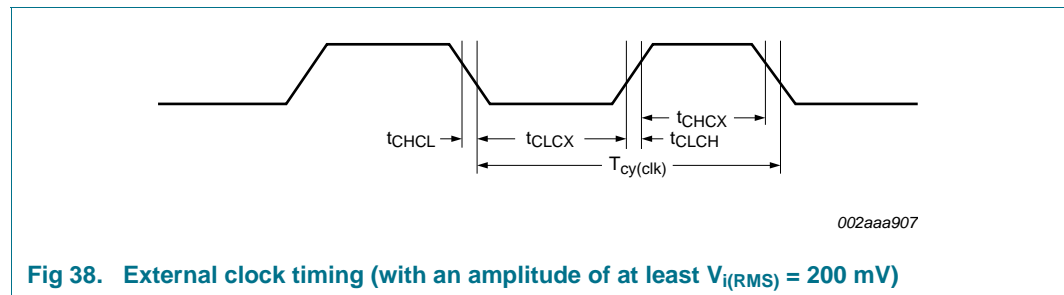 tCHCX
tCHCL tCLCX tCLCH
Tcy(clk)
002aaa907
Fig 38. External clock timing (with an amplitude of at least Vi(RMS) = 200 mV)